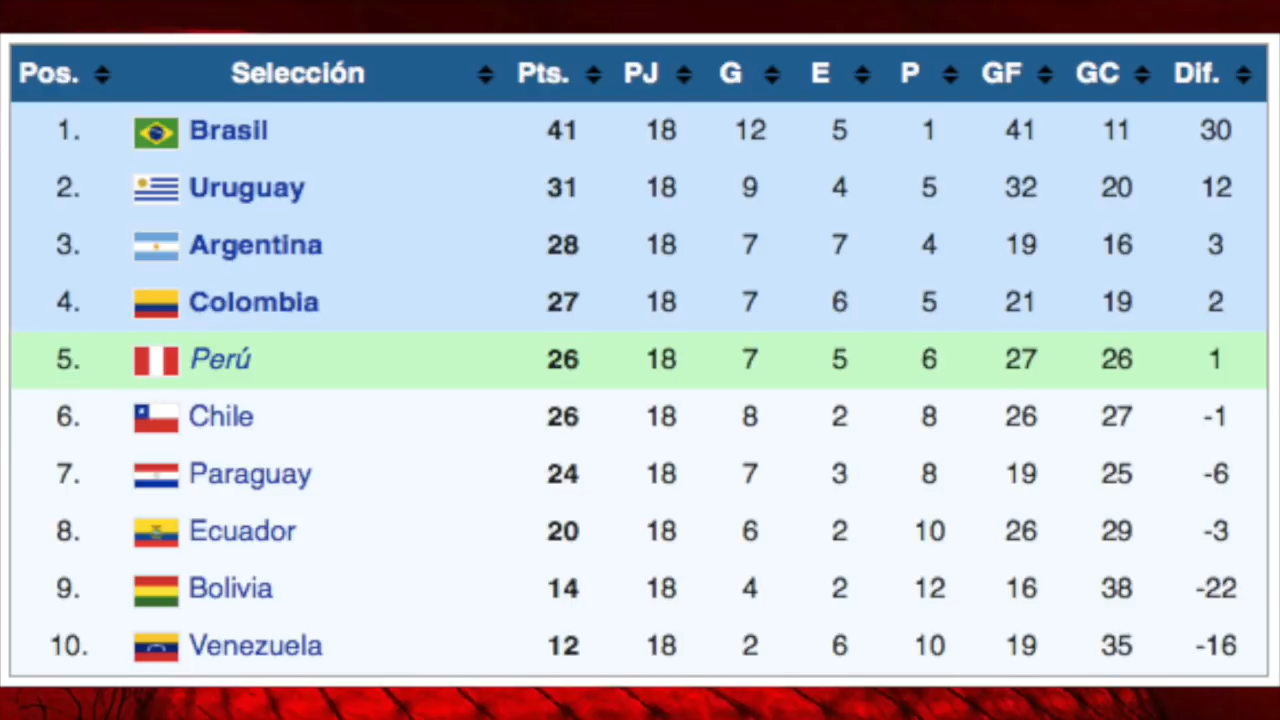 Pos. Selección Pts. PJ G E P GF GC Dif.
1. Brasil 41 18 12 5 1 41 11 30
2. Uruguay 31 18 9 4 5 32 20 12
3. Argentina 28 18 7 7 4 19 16 3
4. Colombia 27 18 7 6 5 21 19 2
5. Perú 26 18 7 5 6 27 26 1
6. Chile 26 18 8 2 8 26 27 -1
7. Paraguay 24 18 7 3 8 19 25 -6
8. Ecuador 20 18 6 2 10 26 29 -3
9. Bolivia 14 18 4 2 12 16 38 -22
10. Venezuela 12 18 2 6 10 19 35 -16